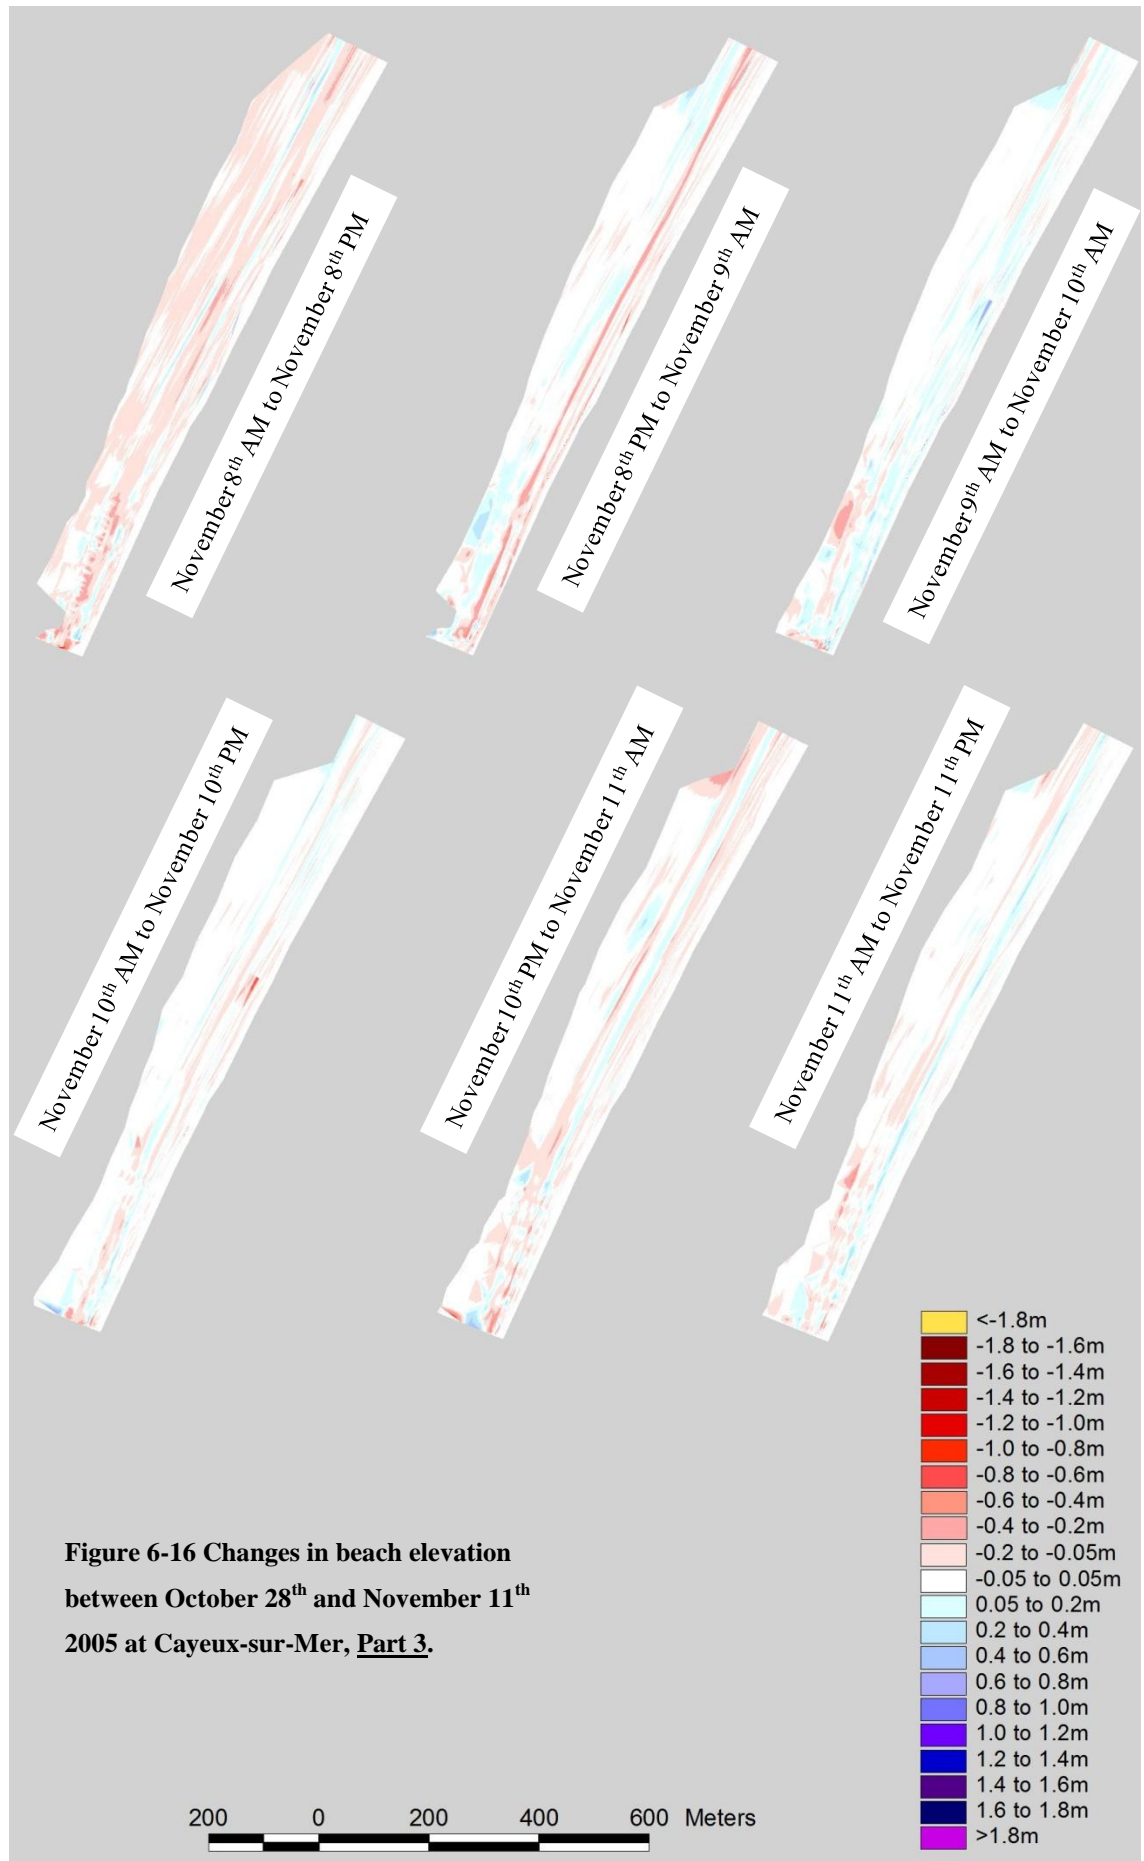 November 8th AM to November 8th PM
November 8th PM to November 9th AM
November 9th AM to November 10th AM
November 10th AM to November 10th PM
November 10th PM to November 11th AM
November 11th AM to November 11th PM
<-1.8m
-1.8 to -1.6m
-1.6 to -1.4m
-1.4 to -1.2m
-1.2 to -1.0m
-1.0 to -0.8m
-0.8 to -0.6m
-0.6 to -0.4m
-0.4 to -0.2m
-0.2 to -0.05m
-0.05 to 0.05m
0.05 to 0.2m
0.2 to 0.4m
0.4 to 0.6m
0.6 to 0.8m
0.8 to 1.0m
1.0 to 1.2m
1.2 to 1.4m
1.4 to 1.6m
1.6 to 1.8m
>1.8m
Figure 6-16 Changes in beach elevation
between October 28th and November 11th
2005 at Cayeux-sur-Mer, Part 3.
200 0 200 400 600 Meters